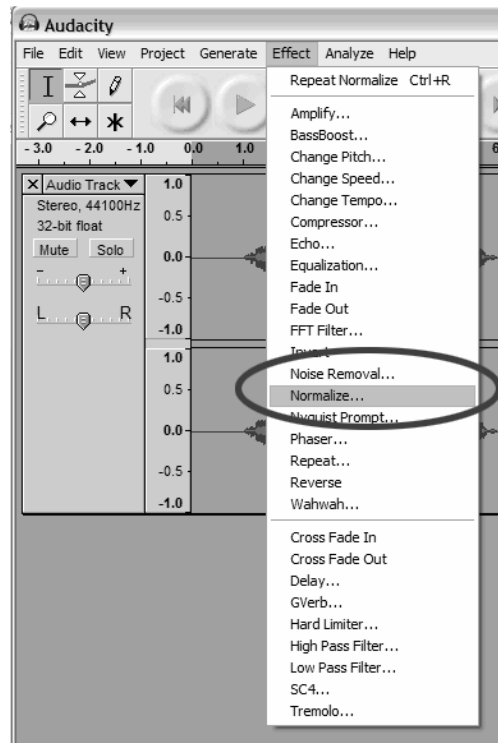 Audacity
File Edit View Project Generate Effect Analyze Help
Repeat Normalize Ctrl+R
Amplify...
BassBoost...
Change Pitch...
Change Speed...
Change Tempo...
Compressor...
Echo...
Equalization...
Fade In
Fade Out
FFT Filter...
Invert
Noise Removal...
Normalize...
Nyquist Prompt...
Phaser...
Repeat...
Reverse
Wahwah...
Cross Fade In
Cross Fade Out
Delay...
GVerb...
Hard Limiter...
High Pass Filter...
Low Pass Filter...
SC4...
Tremolo...
- 3.0 - 2.0 - 1.0 0.0 1.0 6
X Audio Track
Stereo, 44100Hz
32-bit float
Mute Solo
- +
L R
1.0
0.5
0.0
-0.5
-1.0
1.0
0.5
0.0
-0.5
-1.0